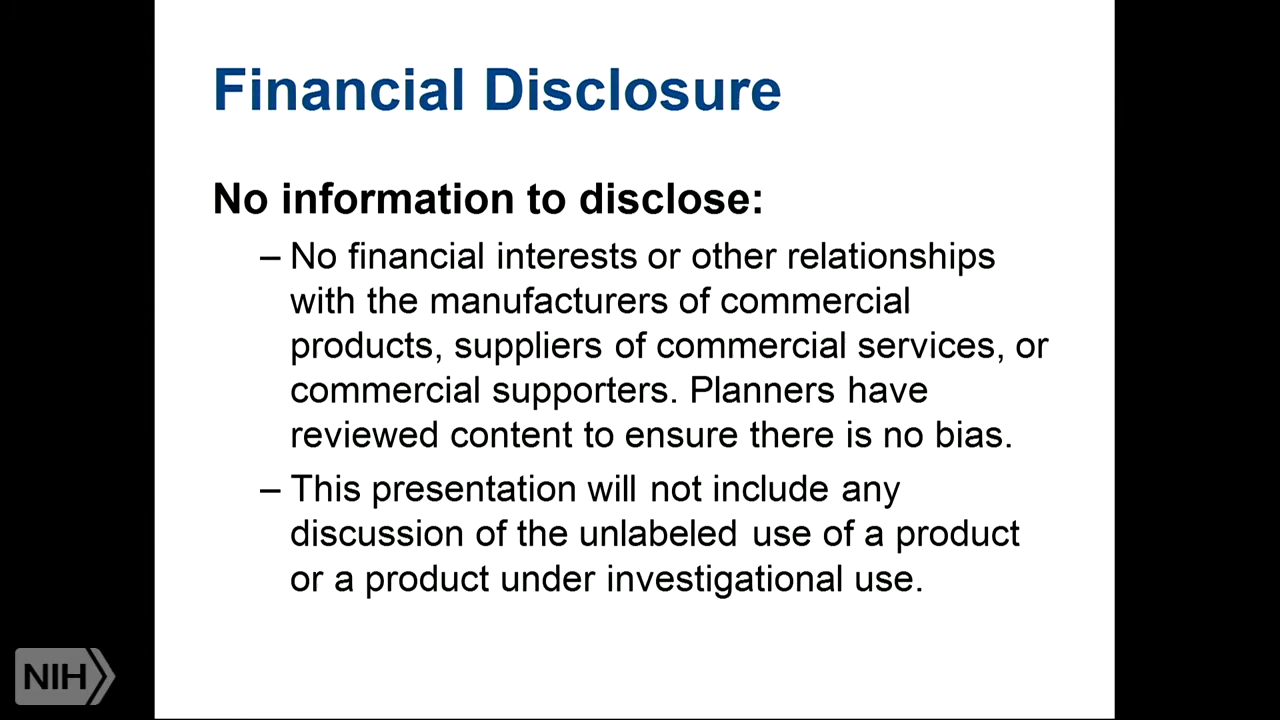 Financial Disclosure
No information to disclose:
– No financial interests or other relationships
with the manufacturers of commercial
products, suppliers of commercial services, or
commercial supporters. Planners have
reviewed content to ensure there is no bias.
– This presentation will not include any
discussion of the unlabeled use of a product
or a product under investigational use.
NIH